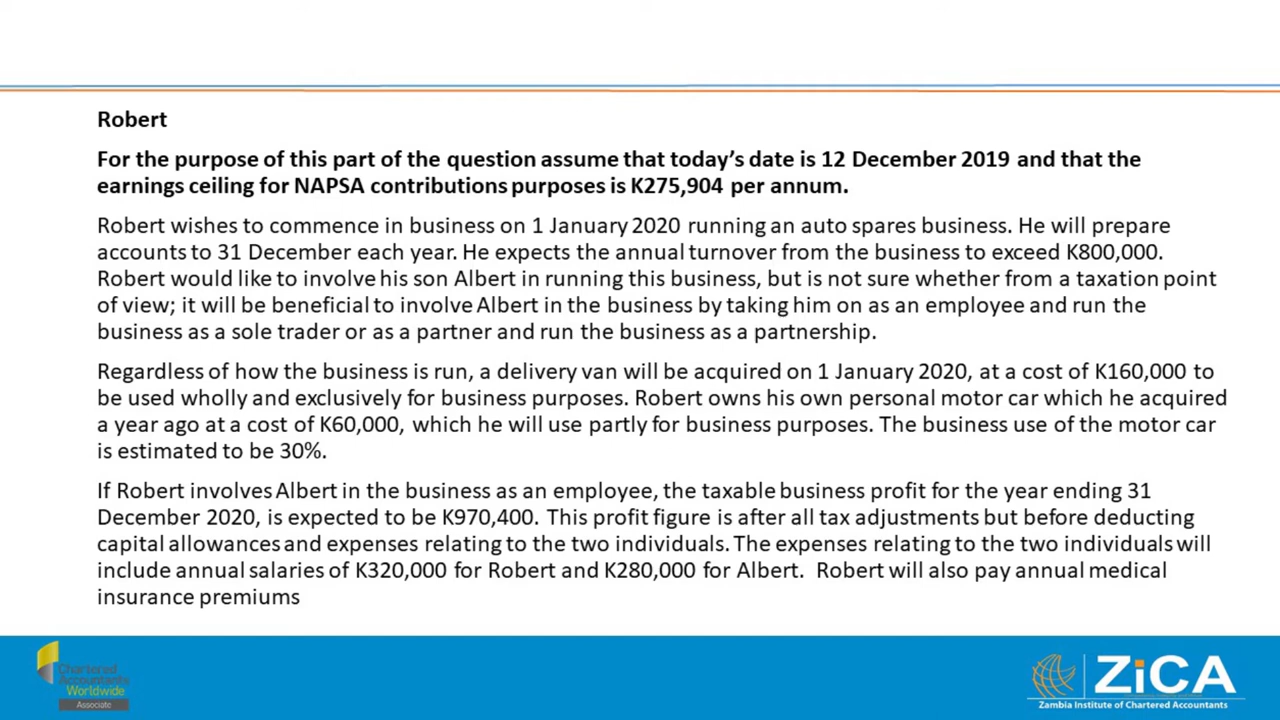 Robert
For the purpose of this part of the question assume that today's date is 12 December 2019 and that the
earnings ceiling for NAPSA contributions purposes is K275,904 per annum.
Robert wishes to commence in business on 1 January 2020 running an auto spares business. He will prepare
accounts to 31 December each year. He expects the annual turnover from the business to exceed K800,000.
Robert would like to involve his son Albert in running this business, but is not sure whether from a taxation point
of view; it will be beneficial to involve Albert in the business by taking him on as an employee and run the
business as a sole trader or as a partner and run the business as a partnership.
Regardless of how the business is run, a delivery van will be acquired on 1 January 2020, at a cost of K160,000 to
be used wholly and exclusively for business purposes. Robert owns his own personal motor car which he acquired
a year ago at a cost of K60,000, which he will use partly for business purposes. The business use of the motor car
is estimated to be 30%.
If Robert involves Albert in the business as an employee, the taxable business profit for the year ending 31
December 2020, is expected to be K970,400. This profit figure is after all tax adjustments but before deducting
capital allowances and expenses relating to the two individuals. The expenses relating to the two individuals will
include annual salaries of K320,000 for Robert and K280,000 for Albert. Robert will also pay annual medical
insurance premiums
Chartered
Accountants
Worldwide
Associate
ZiCA
Zambia Institute of Chartered Accountants